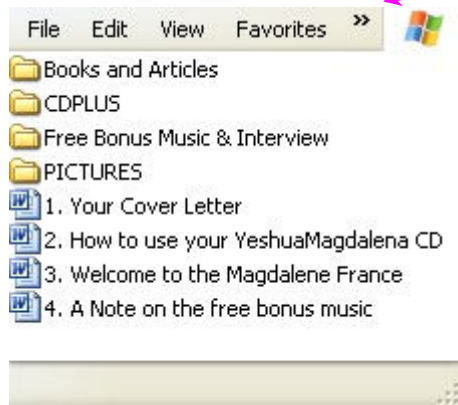 File Edit View Favorites »
Books and Articles
CDPLUS
Free Bonus Music & Interview
PICTURES
1. Your Cover Letter
2. How to use your YeshuaMagdalena CD
3. Welcome to the Magdalene France
4. A Note on the free bonus music